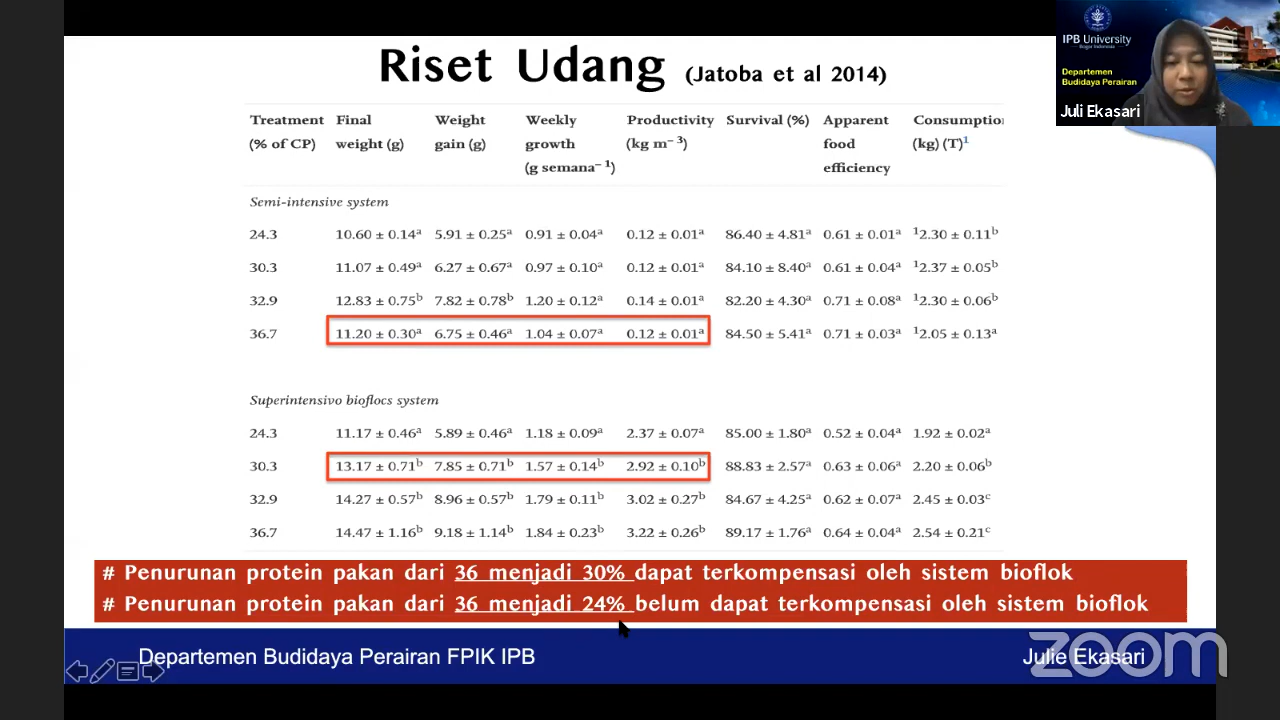 Riset Udang (Jatoba et al 2014)
IPB University
Bogor Indonesia
Departemen
Budidaya Perairan
Juli Ekasari
Treatment Final Weight Weekly Productivity Survival (%) Apparent Consumption
(% of CP) weight (g) gain (g) growth (kg m⁻³) food (kg) (T)¹
(g semana⁻¹) efficiency
Semi-intensive system
24.3 10.60 ± 0.14ᵃ 5.91 ± 0.25ᵃ 0.91 ± 0.04ᵃ 0.12 ± 0.01ᵃ 86.40 ± 4.81ᵃ 0.61 ± 0.01ᵃ ¹2.30 ± 0.11ᵇ
30.3 11.07 ± 0.49ᵃ 6.27 ± 0.67ᵃ 0.97 ± 0.10ᵃ 0.12 ± 0.01ᵃ 84.10 ± 8.40ᵃ 0.61 ± 0.04ᵃ ¹2.37 ± 0.05ᵇ
32.9 12.83 ± 0.75ᵇ 7.82 ± 0.78ᵇ 1.20 ± 0.12ᵃ 0.14 ± 0.01ᵃ 82.20 ± 4.30ᵃ 0.71 ± 0.08ᵃ ¹2.30 ± 0.06ᵇ
36.7 11.20 ± 0.30ᵃ 6.75 ± 0.46ᵃ 1.04 ± 0.07ᵃ 0.12 ± 0.01ᵃ 84.50 ± 5.41ᵃ 0.71 ± 0.03ᵃ ¹2.05 ± 0.13ᵃ
Superintensivo bioflocs system
24.3 11.17 ± 0.46ᵃ 5.89 ± 0.46ᵃ 1.18 ± 0.09ᵃ 2.37 ± 0.07ᵃ 85.00 ± 1.80ᵃ 0.52 ± 0.04ᵃ 1.92 ± 0.02ᵃ
30.3 13.17 ± 0.71ᵇ 7.85 ± 0.71ᵇ 1.57 ± 0.14ᵇ 2.92 ± 0.10ᵇ 88.83 ± 2.57ᵃ 0.63 ± 0.06ᵃ 2.20 ± 0.06ᵇ
32.9 14.27 ± 0.57ᵇ 8.96 ± 0.57ᵇ 1.79 ± 0.11ᵇ 3.02 ± 0.27ᵇ 84.67 ± 4.25ᵃ 0.62 ± 0.07ᵃ 2.45 ± 0.03ᶜ
36.7 14.47 ± 1.16ᵇ 9.18 ± 1.14ᵇ 1.84 ± 0.23ᵇ 3.22 ± 0.26ᵇ 89.17 ± 1.76ᵃ 0.64 ± 0.04ᵃ 2.54 ± 0.21ᶜ
# Penurunan protein pakan dari 36 menjadi 30% dapat terkompensasi oleh sistem bioflok
# Penurunan protein pakan dari 36 menjadi 24% belum dapat terkompensasi oleh sistem bioflok
Departemen Budidaya Perairan FPIK IPB
Julie Ekasari
zoom